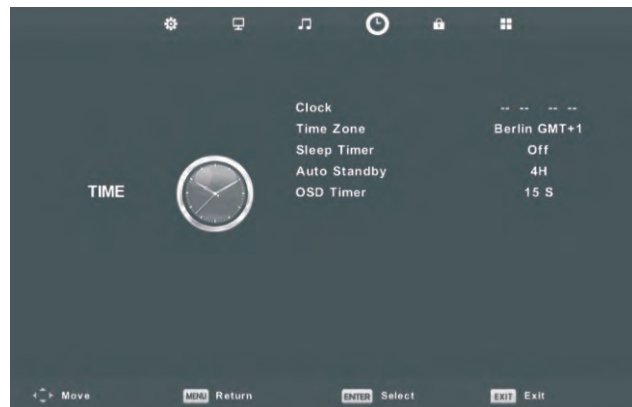 Clock -- -- -- --
Time Zone Berlin GMT+1
Sleep Timer Off
Auto Standby 4H
TIME
OSD Timer 15 S
Move MENU Return ENTER Select EXIT Exit